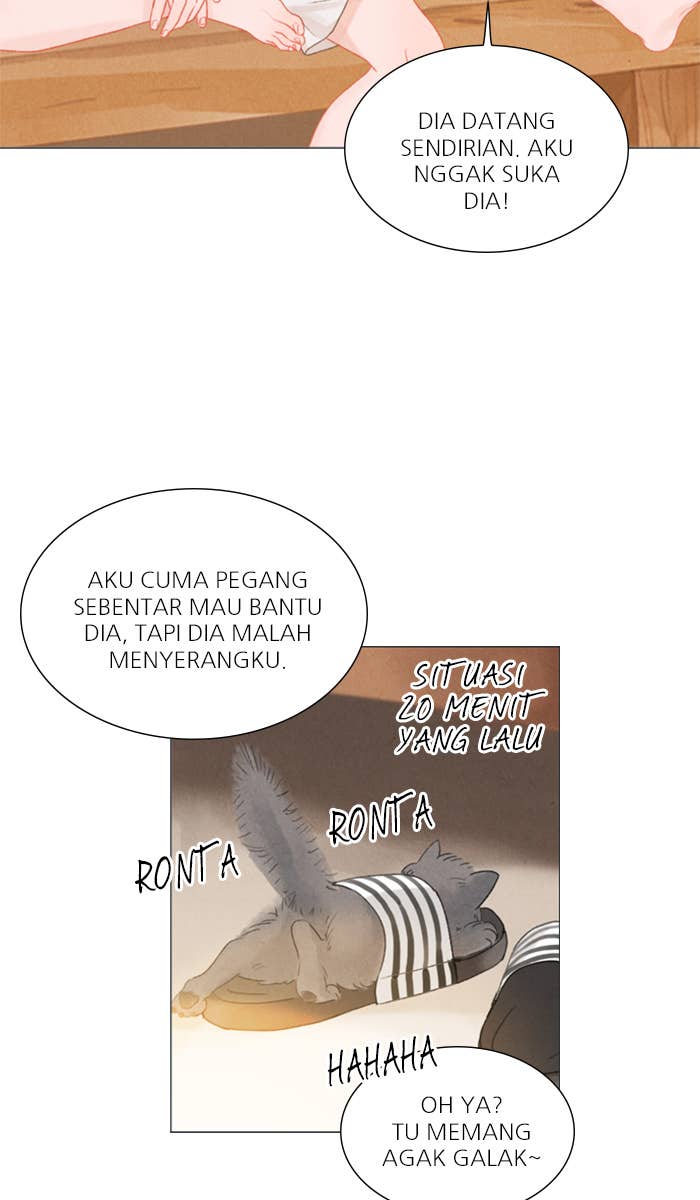 DIA DATANG
SENDIRIAN. AKU
NGGAK SUKA
DIA!
AKU CUMA PEGANG
SEBENTAR MAU BANTU
DIA, TAPI DIA MALAH
MENYERANGKU.
SITUASI
20 MENIT
YANG LALU
RONTA
RONTA
HAHAHA
OH YA?
TU MEMANG
AGAK GALAK~